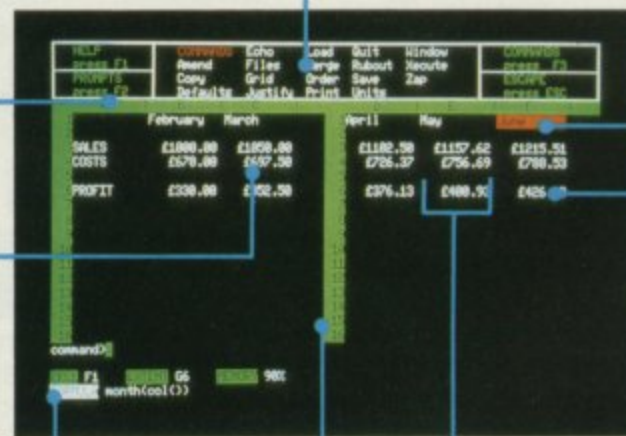 HELP COMMANDS Echo Load Quit Window COMMANDS
press F1 Amend Files Merge Rubout Xecute press F3
PROMPTS Copy Grid Order Save Zap ESCAPE
press F2 Defaults Justify Print Units press ESC
February March April May June
SALES £1000.00 £1050.00 £1102.50 £1157.62 £1215.51
COSTS £670.00 £697.50 £726.37 £756.69 £788.53
PROFIT £330.00 £352.50 £376.13 £400.93 £426
command>
F1 G6 98%
month(col())